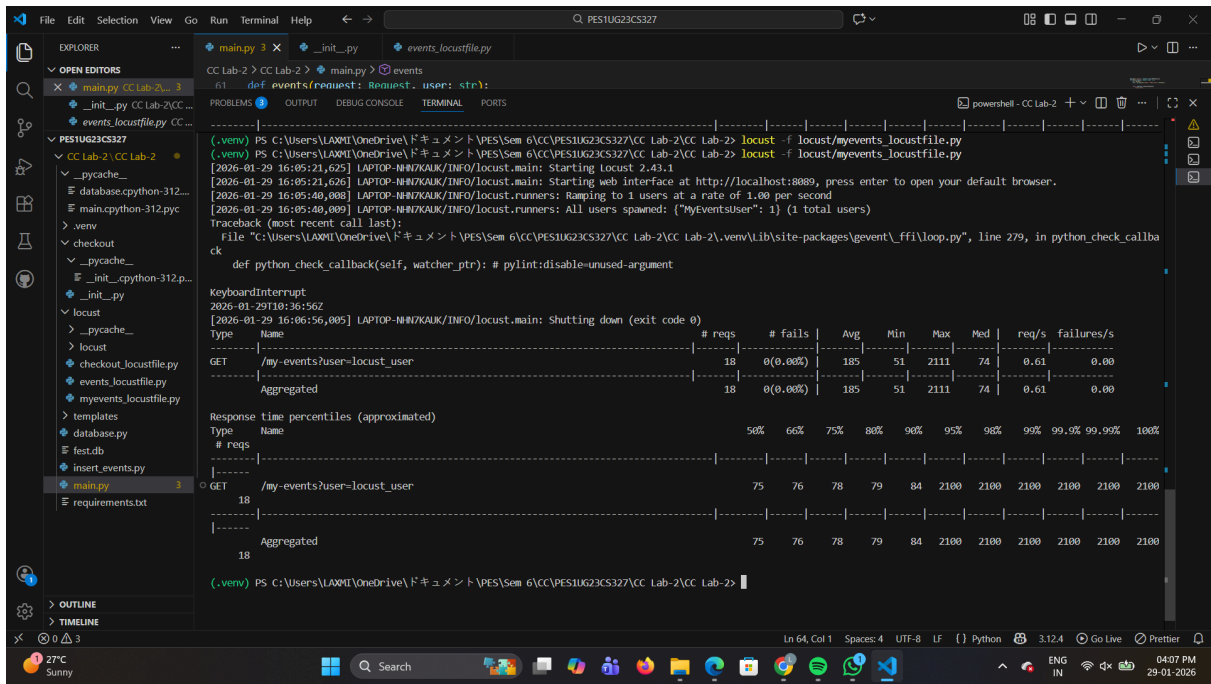 File Edit Selection View Go Run Terminal Help
PES1UG23CS327
EXPLORER
OPEN EDITORS
main.py CC Lab-2\... 3
__init__.py CC Lab-2\CC ...
events_locustfile.py CC ...
PES1UG23CS327
CC Lab-2 \ CC Lab-2
__pycache__
database.cpython-312....
main.cpython-312.pyc
.venv
checkout
__pycache__
__init__.cpython-312.p...
__init__.py
locust
__pycache__
locust
checkout_locustfile.py
events_locustfile.py
myevents_locustfile.py
templates
database.py
fest.db
insert_events.py
main.py 3
requirements.txt
OUTLINE
TIMELINE
main.py 3 __init__.py events_locustfile.py
CC Lab-2 > CC Lab-2 > main.py > events
61 def events(request: Request, user: str):
PROBLEMS 3 OUTPUT DEBUG CONSOLE TERMINAL PORTS
powershell - CC Lab-2
(.venv) PS C:\Users\LAXMI\OneDrive\ドキュメント\PES\Sem 6\CC\PES1UG23CS327\CC Lab-2\CC Lab-2> locust -f locust/myevents_locustfile.py
(.venv) PS C:\Users\LAXMI\OneDrive\ドキュメント\PES\Sem 6\CC\PES1UG23CS327\CC Lab-2\CC Lab-2> locust -f locust/myevents_locustfile.py
[2026-01-29 16:05:21,625] LAPTOP-NHN7KAUK/INFO/locust.main: Starting Locust 2.43.1
[2026-01-29 16:05:21,626] LAPTOP-NHN7KAUK/INFO/locust.main: Starting web interface at http://localhost:8089, press enter to open your default browser.
[2026-01-29 16:05:40,008] LAPTOP-NHN7KAUK/INFO/locust.runners: Ramping to 1 users at a rate of 1.00 per second
[2026-01-29 16:05:40,009] LAPTOP-NHN7KAUK/INFO/locust.runners: All users spawned: {"MyEventsUser": 1} (1 total users)
Traceback (most recent call last):
File "C:\Users\LAXMI\OneDrive\ドキュメント\PES\Sem 6\CC\PES1UG23CS327\CC Lab-2\CC Lab-2\.venv\Lib\site-packages\gevent\_ffi\loop.py", line 279, in python_check_callba
ck
def python_check_callback(self, watcher_ptr): # pylint:disable=unused-argument
KeyboardInterrupt
2026-01-29T10:36:56Z
[2026-01-29 16:06:56,005] LAPTOP-NHN7KAUK/INFO/locust.main: Shutting down (exit code 0)
Type Name # reqs # fails | Avg Min Max Med | req/s failures/s
GET /my-events?user=locust_user 18 0(0.00%) | 185 51 2111 74 | 0.61 0.00
Aggregated 18 0(0.00%) | 185 51 2111 74 | 0.61 0.00
Response time percentiles (approximated)
Type Name 50% 66% 75% 80% 90% 95% 98% 99% 99.9% 99.99% 100%
# reqs
GET /my-events?user=locust_user 75 76 78 79 84 2100 2100 2100 2100 2100 2100
18
Aggregated 75 76 78 79 84 2100 2100 2100 2100 2100 2100
18
(.venv) PS C:\Users\LAXMI\OneDrive\ドキュメント\PES\Sem 6\CC\PES1UG23CS327\CC Lab-2\CC Lab-2>
0 3 Ln 64, Col 1 Spaces: 4 UTF-8 LF {} Python 3.12.4 Go Live Prettier
1 27°C
Sunny
Search
ENG
IN
04:07 PM
29-01-2026